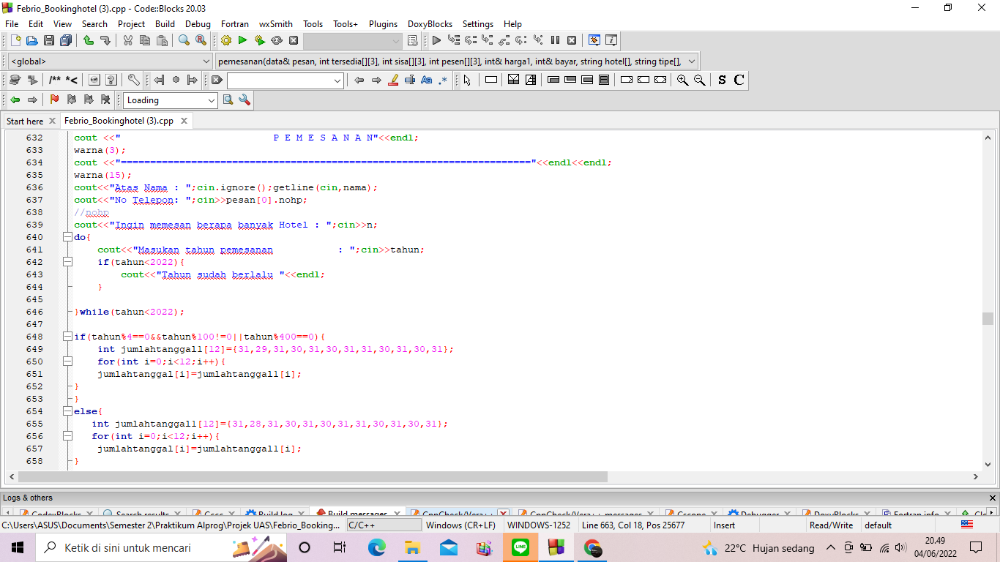 Febrio_Bookinghotel (3).cpp - Code::Blocks 20.03
File Edit View Search Project Build Debug Fortran wxSmith Tools Tools+ Plugins DoxyBlocks Settings Help
<global> pemesanan(data& pesan, int tersedia[][3], int sisa[][3], int pesen[][3], int& harga1, int& bayar, string hotel[], string tipe[],
/** *< Aa .* S C
Loading
Start here Febrio_Bookinghotel (3).cpp
632 cout <<" P E M E S A N A N"<<endl;
633 warna(3);
634 cout <<"======================================================================"<<endl<<endl;
635 warna(15);
636 cout<<"Atas Nama : ";cin.ignore();getline(cin,nama);
637 cout<<"No Telepon: ";cin>>pesan[0].nohp;
638 //nohp
639 cout<<"Ingin memesan berapa banyak Hotel : ";cin>>n;
640 do{
641 cout<<"Masukan tahun pemesanan : ";cin>>tahun;
642 if(tahun<2022){
643 cout<<"Tahun sudah berlalu "<<endl;
644 }
645
646 }while(tahun<2022);
647
648 if(tahun%4==0&&tahun%100!=0||tahun%400==0){
649 int jumlahtanggall[12]={31,29,31,30,31,30,31,31,30,31,30,31};
650 for(int i=0;i<12;i++){
651 jumlahtanggal[i]=jumlahtanggall[i];
652 }
653 }
654 else{
655 int jumlahtanggall[12]={31,28,31,30,31,30,31,31,30,31,30,31};
656 for(int i=0;i<12;i++){
657 jumlahtanggal[i]=jumlahtanggall[i];
658 }
Logs & others
CodeBlocks Search results Cccc Build log Build messages CppCheck/Vera++ CppCheck/Vera++ messages Cscope Debugger DoxyBlocks Fortran info
C:\Users\ASUS\Documents\Semester 2\Praktikum Alprog\Projek UAS\Febrio_Booking... C/C++ Windows (CR+LF) WINDOWS-1252 Line 663, Col 18, Pos 25677 Insert Read/Write default
Ketik di sini untuk mencari LINE 22°C Hujan sedang 20.49
04/06/2022